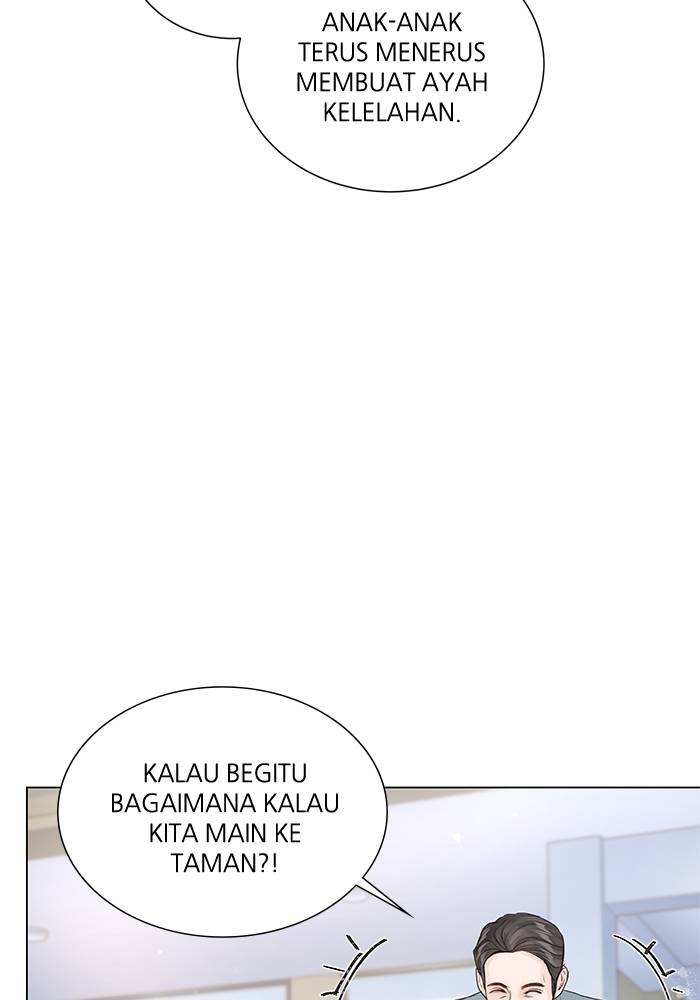 ANAK-ANAK
TERUS MENERUS
MEMBUAT AYAH
KELELAHAN.
KALAU BEGITU
BAGAIMANA KALAU
KITA MAIN KE
TAMAN?!